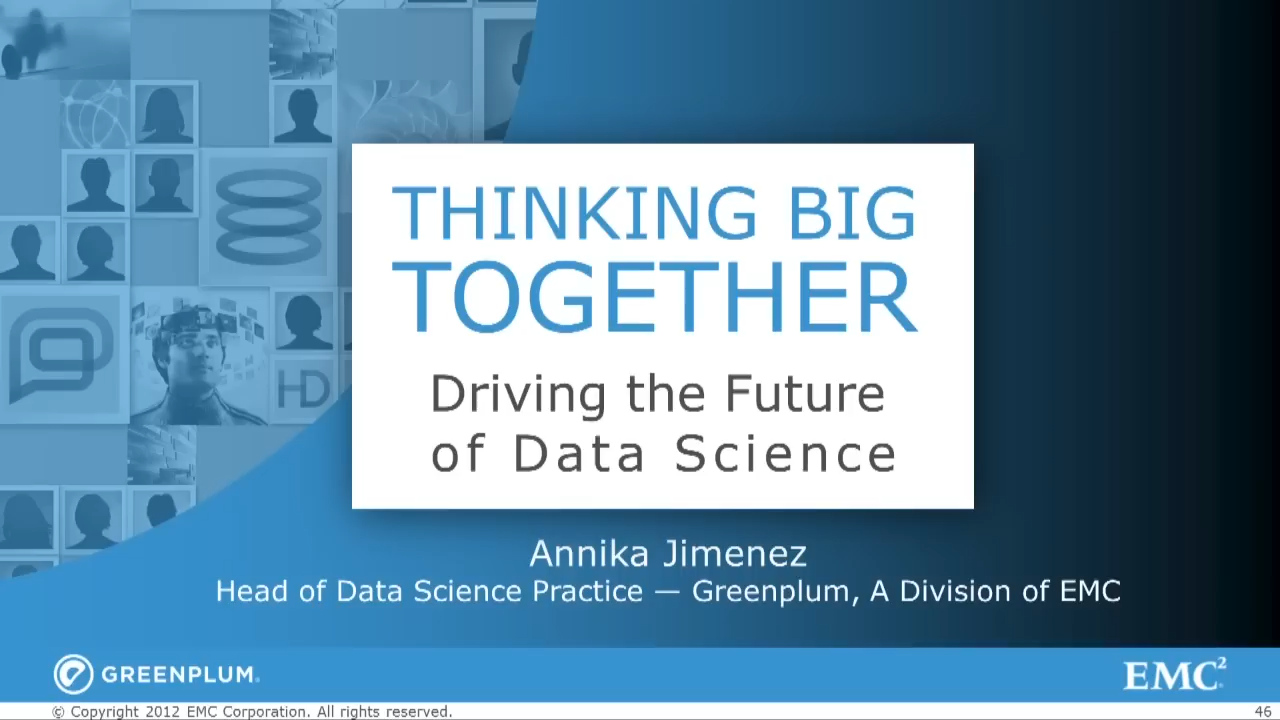 THINKING BIG
TOGETHER
Driving the Future
of Data Science
HD
Annika Jimenez
Head of Data Science Practice — Greenplum, A Division of EMC
GREENPLUM
EMC²
© Copyright 2012 EMC Corporation. All rights reserved.
46